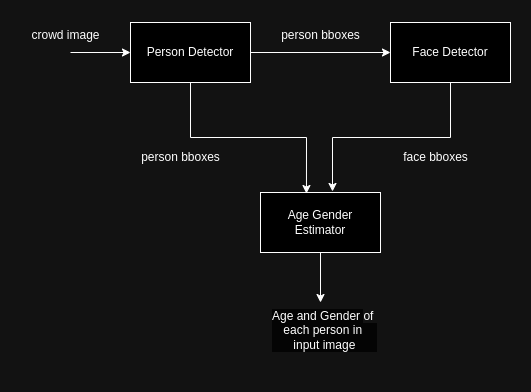 crowd image
person bboxes
Person Detector
Face Detector
person bboxes
face bboxes
Age Gender
Estimator
Age and Gender of
each person in
input image